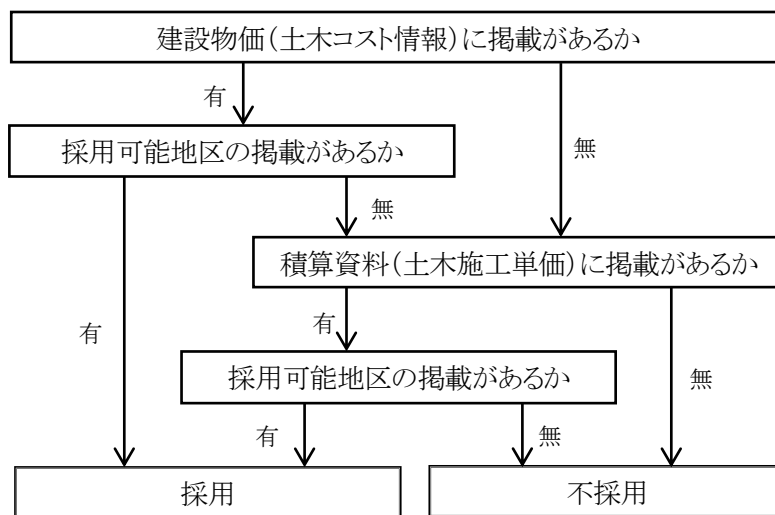 建設物価(土木コスト情報)に掲載があるか
有
採用可能地区の掲載があるか
無
無
積算資料(土木施工単価)に掲載があるか
有
有
採用可能地区の掲載があるか
無
有
無
採用
不採用